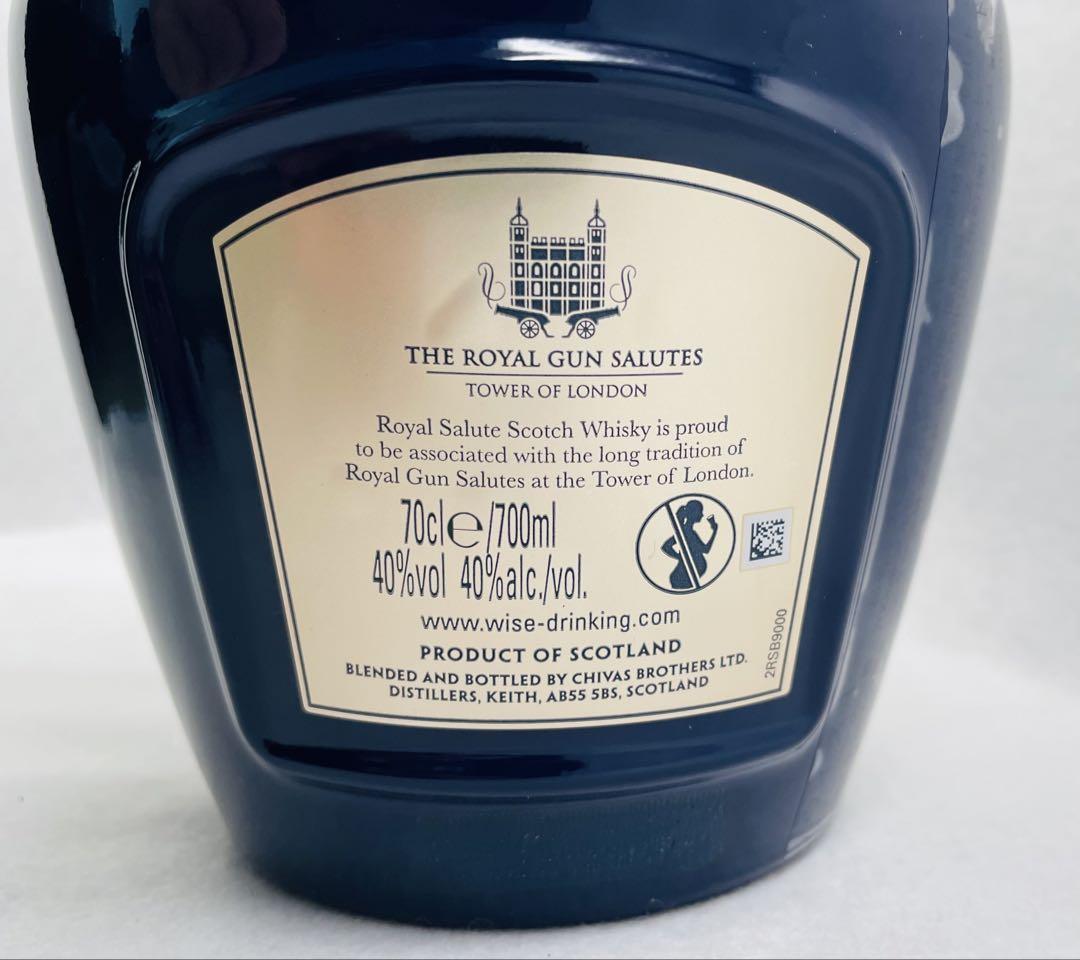 THE ROYAL GUN SALUTES
TOWER OF LONDON
Royal Salute Scotch Whisky is proud
to be associated with the long tradition of
Royal Gun Salutes at the Tower of London.
70cl℮/700ml
40%vol 40%alc./vol.
www.wise-drinking.com
PRODUCT OF SCOTLAND
BLENDED AND BOTTLED BY CHIVAS BROTHERS LTD.
DISTILLERS, KEITH, AB55 5BS, SCOTLAND
2RSB9000